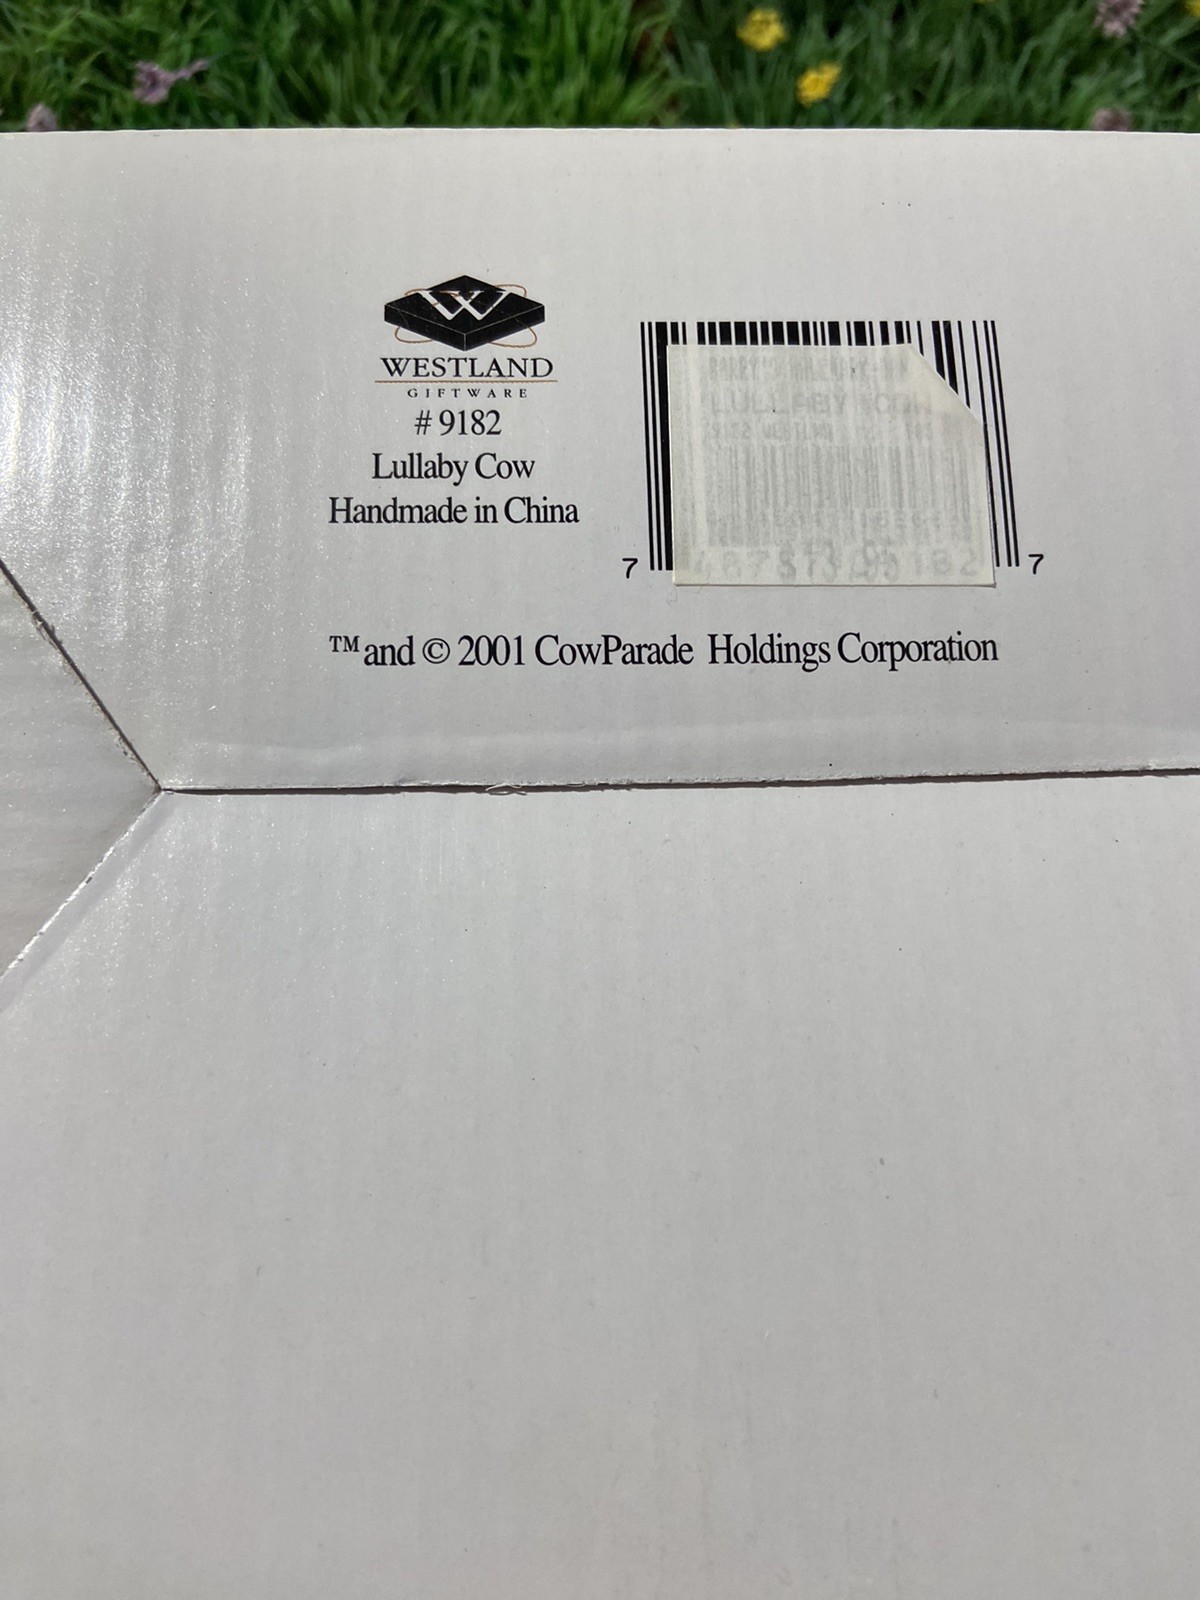 W
WESTLAND
GIFTWARE
# 9182
Lullaby Cow
Handmade in China
LULLABY COW
7 7
™ and © 2001 CowParade Holdings Corporation